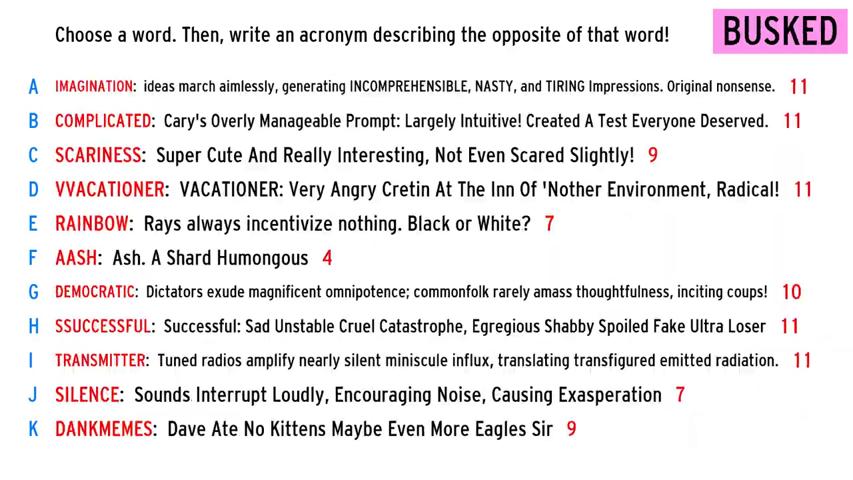 Choose a word. Then, write an acronym describing the opposite of that word!
BUSKED
A IMAGINATION: ideas march aimlessly, generating INCOMPREHENSIBLE, NASTY, and TIRING Impressions. Original nonsense. 11
B COMPLICATED: Cary's Overly Manageable Prompt: Largely Intuitive! Created A Test Everyone Deserved. 11
C SCARINESS: Super Cute And Really Interesting, Not Even Scared Slightly! 9
D VVACATIONER: VACATIONER: Very Angry Cretin At The Inn Of 'Nother Environment, Radical! 11
E RAINBOW: Rays always incentivize nothing. Black or White? 7
F AASH: Ash. A Shard Humongous 4
G DEMOCRATIC: Dictators exude magnificent omnipotence; commonfolk rarely amass thoughtfulness, inciting coups! 10
H SSUCCESSFUL: Successful: Sad Unstable Cruel Catastrophe, Egregious Shabby Spoiled Fake Ultra Loser 11
I TRANSMITTER: Tuned radios amplify nearly silent miniscule influx, translating transfigured emitted radiation. 11
J SILENCE: Sounds Interrupt Loudly, Encouraging Noise, Causing Exasperation 7
K DANKMEMES: Dave Ate No Kittens Maybe Even More Eagles Sir 9